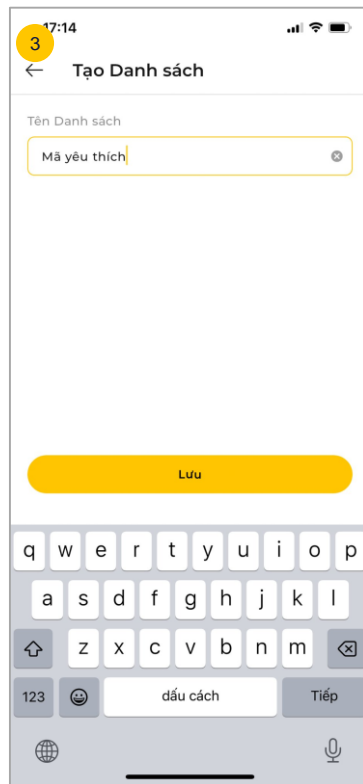 3
17:14
Tạo Danh sách
Tên Danh sách
Mã yêu thích
Lưu
q w e r t y u i o p
a s d f g h j k l
z x c v b n m
123 dấu cách Tiếp